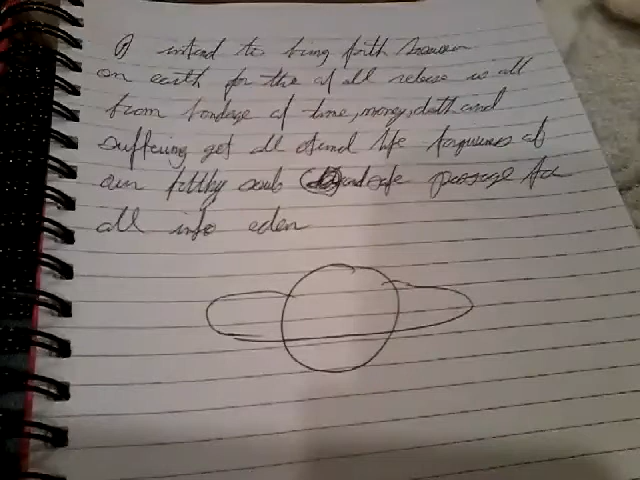 I intend to bring forth heaven
on earth for the of all release us all
from bondage of time, money, death and
suffering get all eternal life forgiveness of
our filthy souls and safe passage for
all into eden